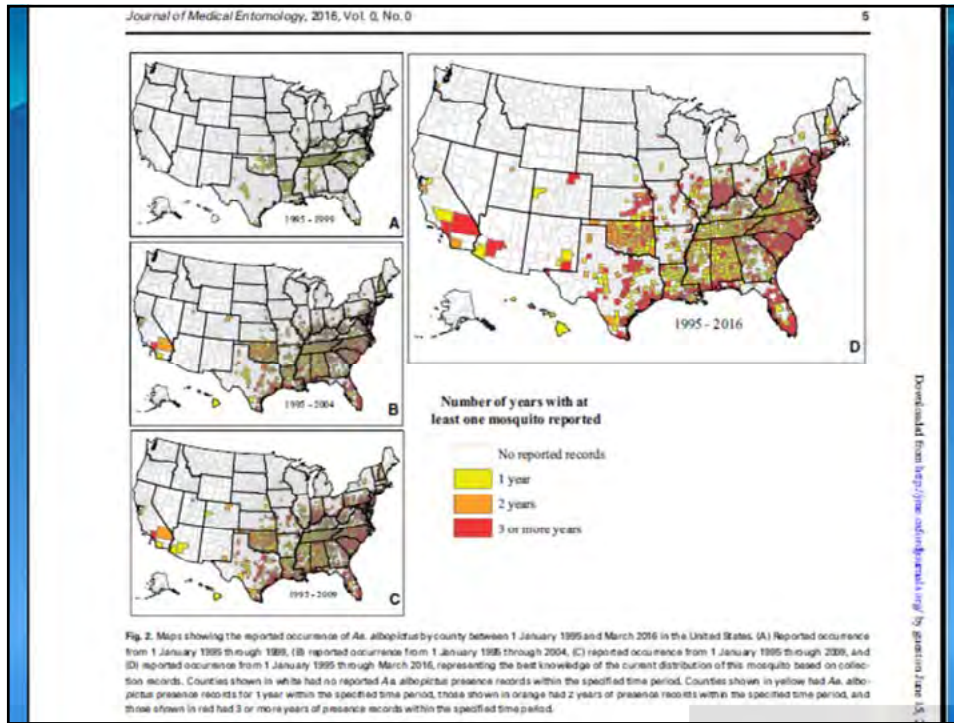 Journal of Medical Entomology, 2016, Vol. 0, No. 0
5
1995 - 1999
A
1995 - 2004
B
1995 - 2009
C
1995 - 2016
D
Number of years with at
least one mosquito reported
No reported records
1 year
2 years
3 or more years
Downloaded from http://jme.oxfordjournals.org/ by guest on June 15, 2
Fig. 2. Maps showing the reported occurrence of Ae. albopictus by county between 1 January 1995 and March 2016 in the United States. (A) Reported occurrence
from 1 January 1995 through 1999, (B) reported occurrence from 1 January 1995 through 2004, (C) reported occurrence from 1 January 1995 through 2009, and
(D) reported occurrence from 1 January 1995 through March 2016, representing the best knowledge of the current distribution of this mosquito based on collec-
tion records. Counties shown in white had no reported Ae. albopictus presence records within the specified time period. Counties shown in yellow had Ae. albo-
pictus presence records for 1 year within the specified time period, those shown in orange had 2 years of presence records within the specified time period, and
those shown in red had 3 or more years of presence records within the specified time period.